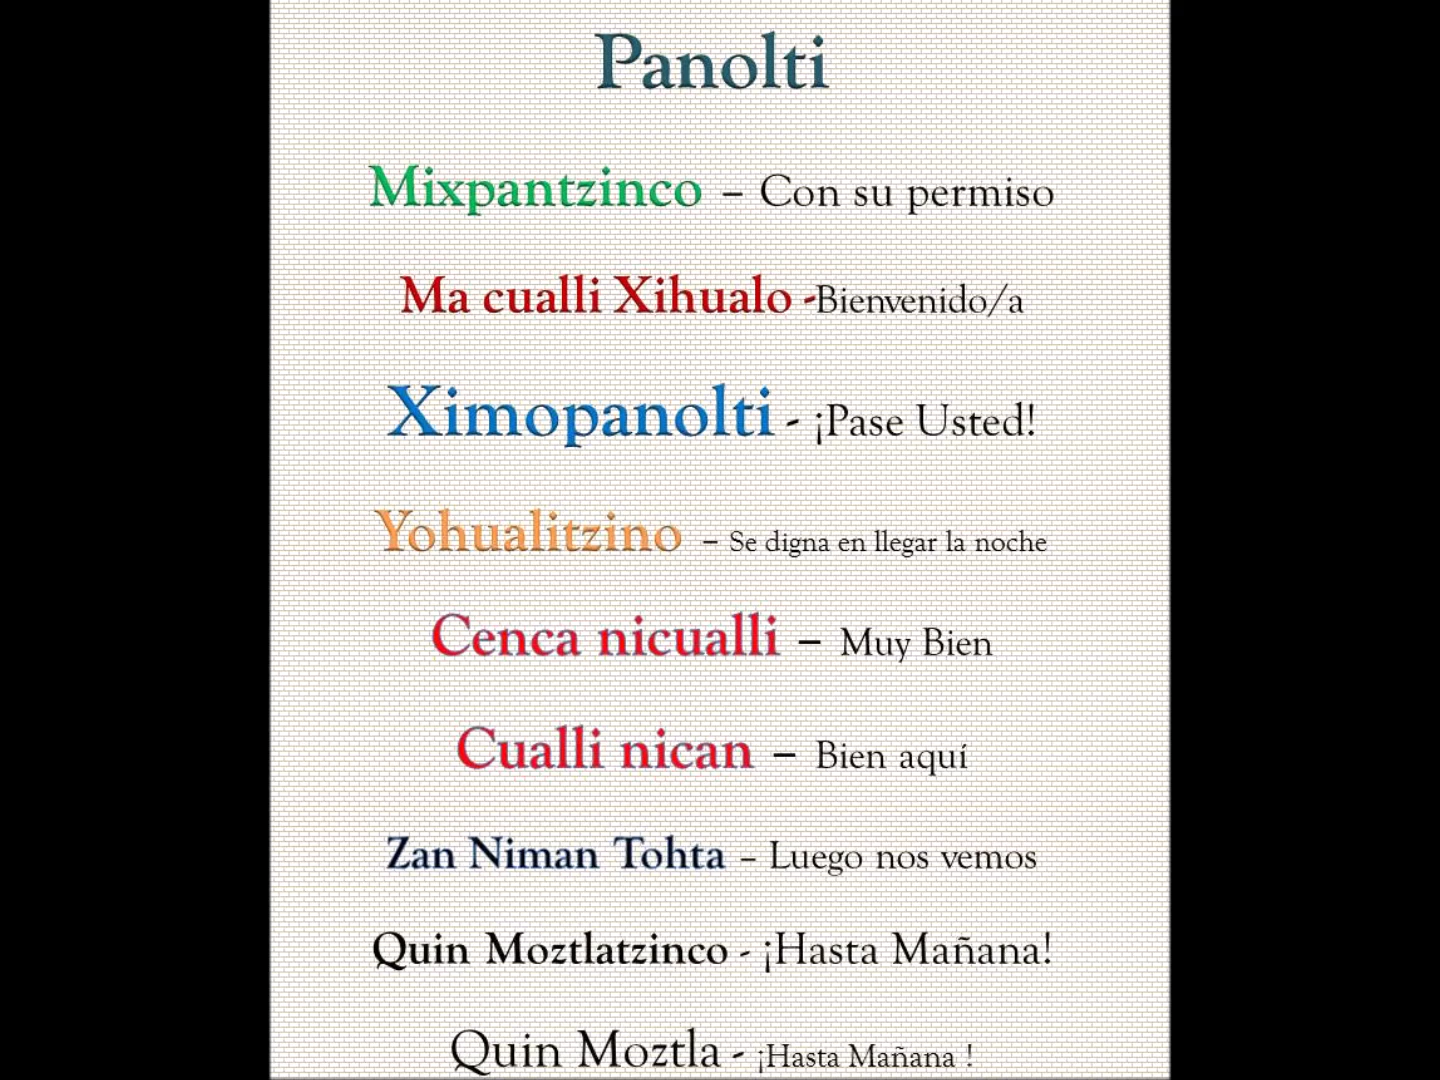 Panolti
Mixpantzinco – Con su permiso
Ma cualli Xihualo -Bienvenido/a
Ximopanolti - ¡Pase Usted!
Yohualitzino – Se digna en llegar la noche
Cenca nicualli – Muy Bien
Cualli nican – Bien aquí
Zan Niman Tohta – Luego nos vemos
Quin Moztlatzinco - ¡Hasta Mañana!
Quin Moztla - ¡Hasta Mañana !